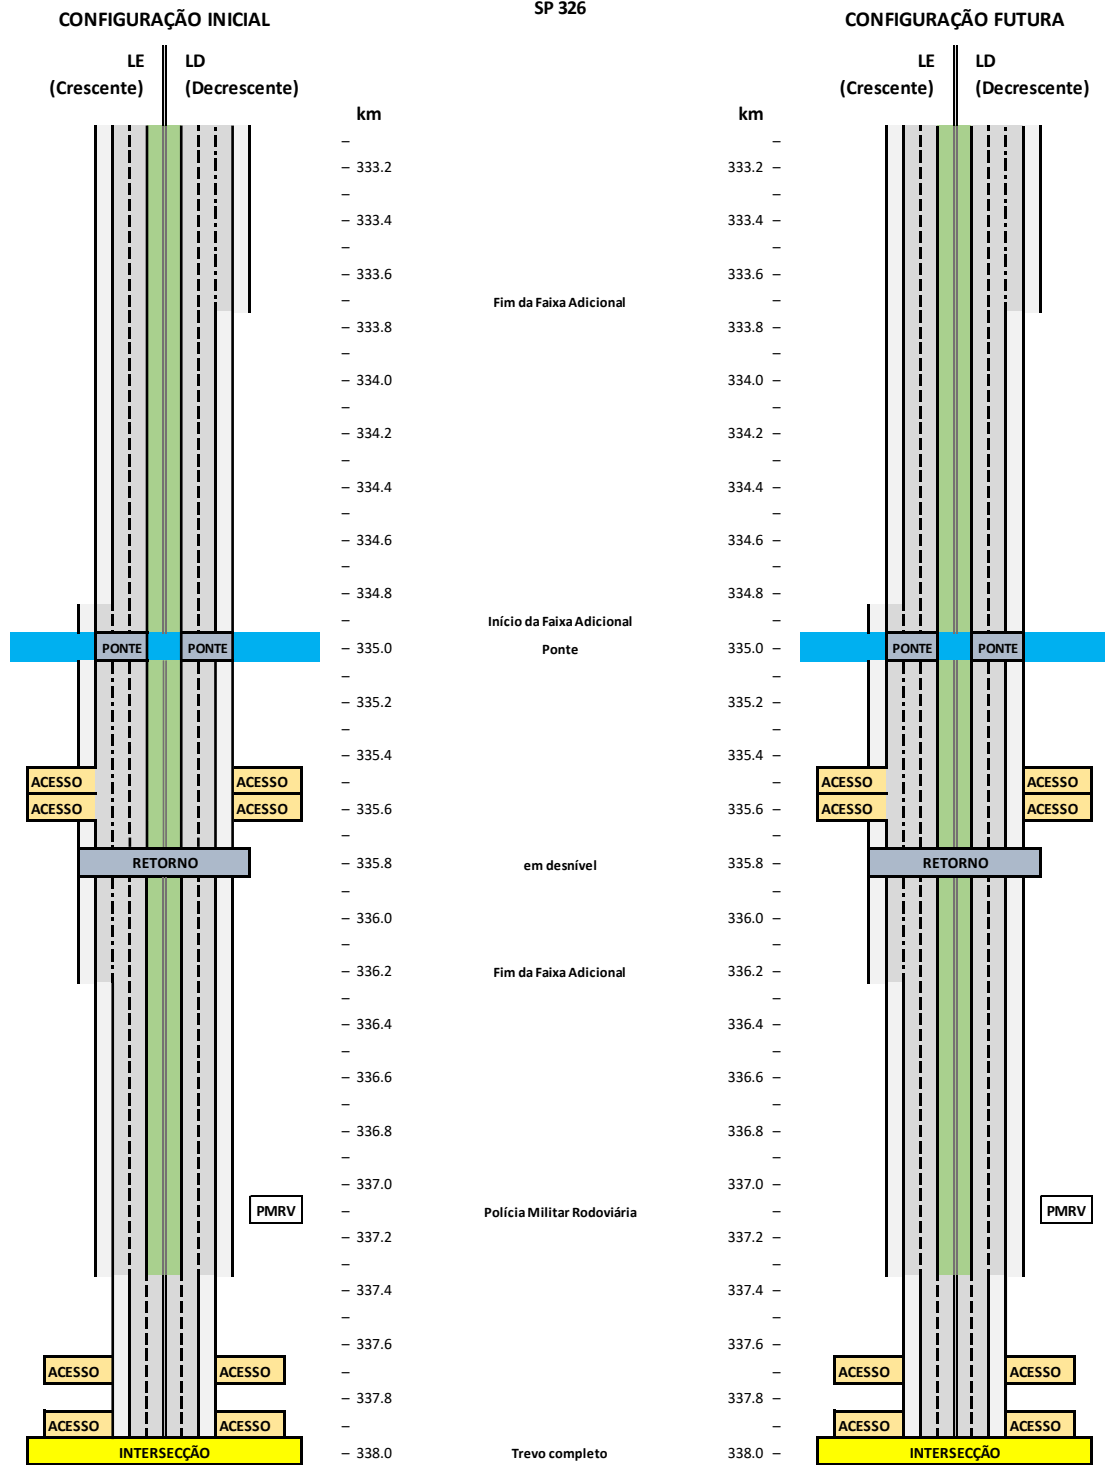 SP 326
CONFIGURAÇÃO INICIAL
CONFIGURAÇÃO FUTURA
LE LD
(Crescente) (Decrescente)
LE LD
(Crescente) (Decrescente)
km km
333.2 333.2
333.4 333.4
333.6 333.6
Fim da Faixa Adicional
333.8 333.8
334.0 334.0
334.2 334.2
334.4 334.4
334.6 334.6
334.8 334.8
Início da Faixa Adicional
PONTE PONTE 335.0 Ponte 335.0 PONTE PONTE
335.2 335.2
335.4 335.4
ACESSO ACESSO ACESSO ACESSO
ACESSO ACESSO 335.6 335.6 ACESSO ACESSO
RETORNO 335.8 em desnível 335.8 RETORNO
336.0 336.0
336.2 Fim da Faixa Adicional 336.2
336.4 336.4
336.6 336.6
336.8 336.8
337.0 337.0
PMRV Polícia Militar Rodoviária PMRV
337.2 337.2
337.4 337.4
337.6 337.6
ACESSO ACESSO ACESSO ACESSO
337.8 337.8
ACESSO ACESSO ACESSO ACESSO
INTERSECÇÃO 338.0 Trevo completo 338.0 INTERSECÇÃO